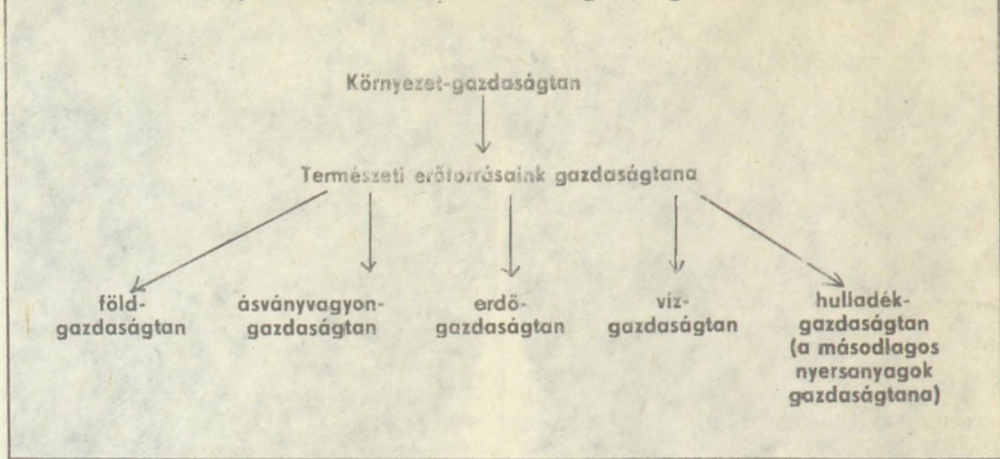 Környezet-gazdaságtan
Természeti erőforrásaink gazdaságtana
föld-
gazdaságtan
ásványvagyon-
gazdaságtan
erdő-
gazdaságtan
víz-
gazdaságtan
hulladék-
gazdaságtan
(a másodlagos
nyersanyagok
gazdaságtana)